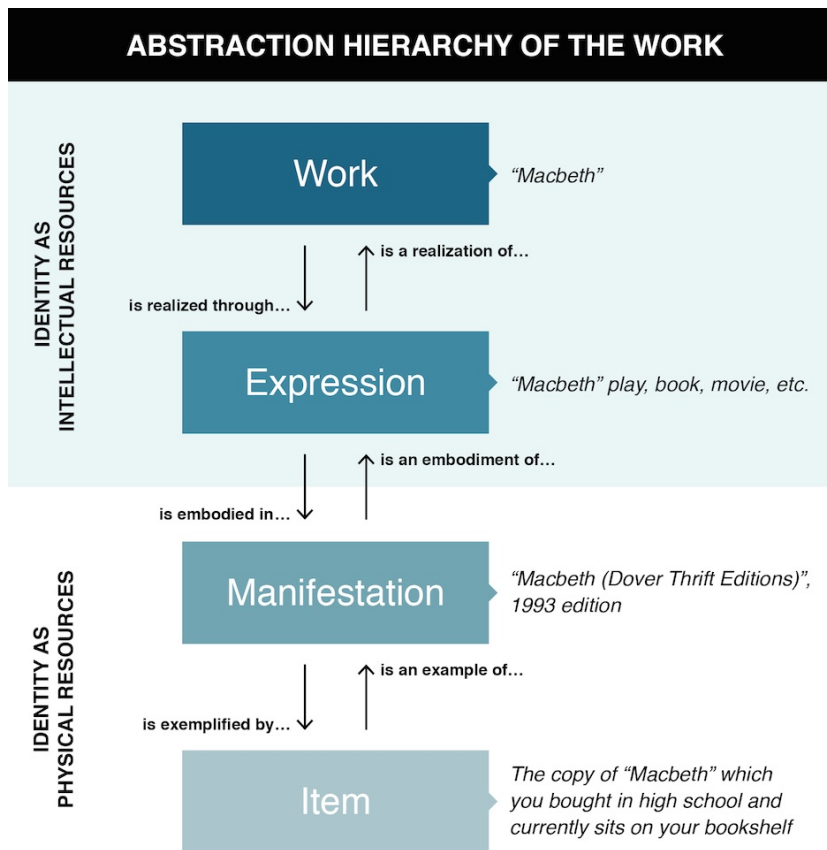 ABSTRACTION HIERARCHY OF THE WORK
IDENTITY AS
INTELLECTUAL RESOURCES
Work
“Macbeth”
is a realization of...
is realized through...
Expression
“Macbeth” play, book, movie, etc.
is an embodiment of...
is embodied in...
IDENTITY AS
PHYSICAL RESOURCES
Manifestation
“Macbeth (Dover Thrift Editions)”,
1993 edition
is an example of...
is exemplified by...
Item
The copy of “Macbeth” which
you bought in high school and
currently sits on your bookshelf